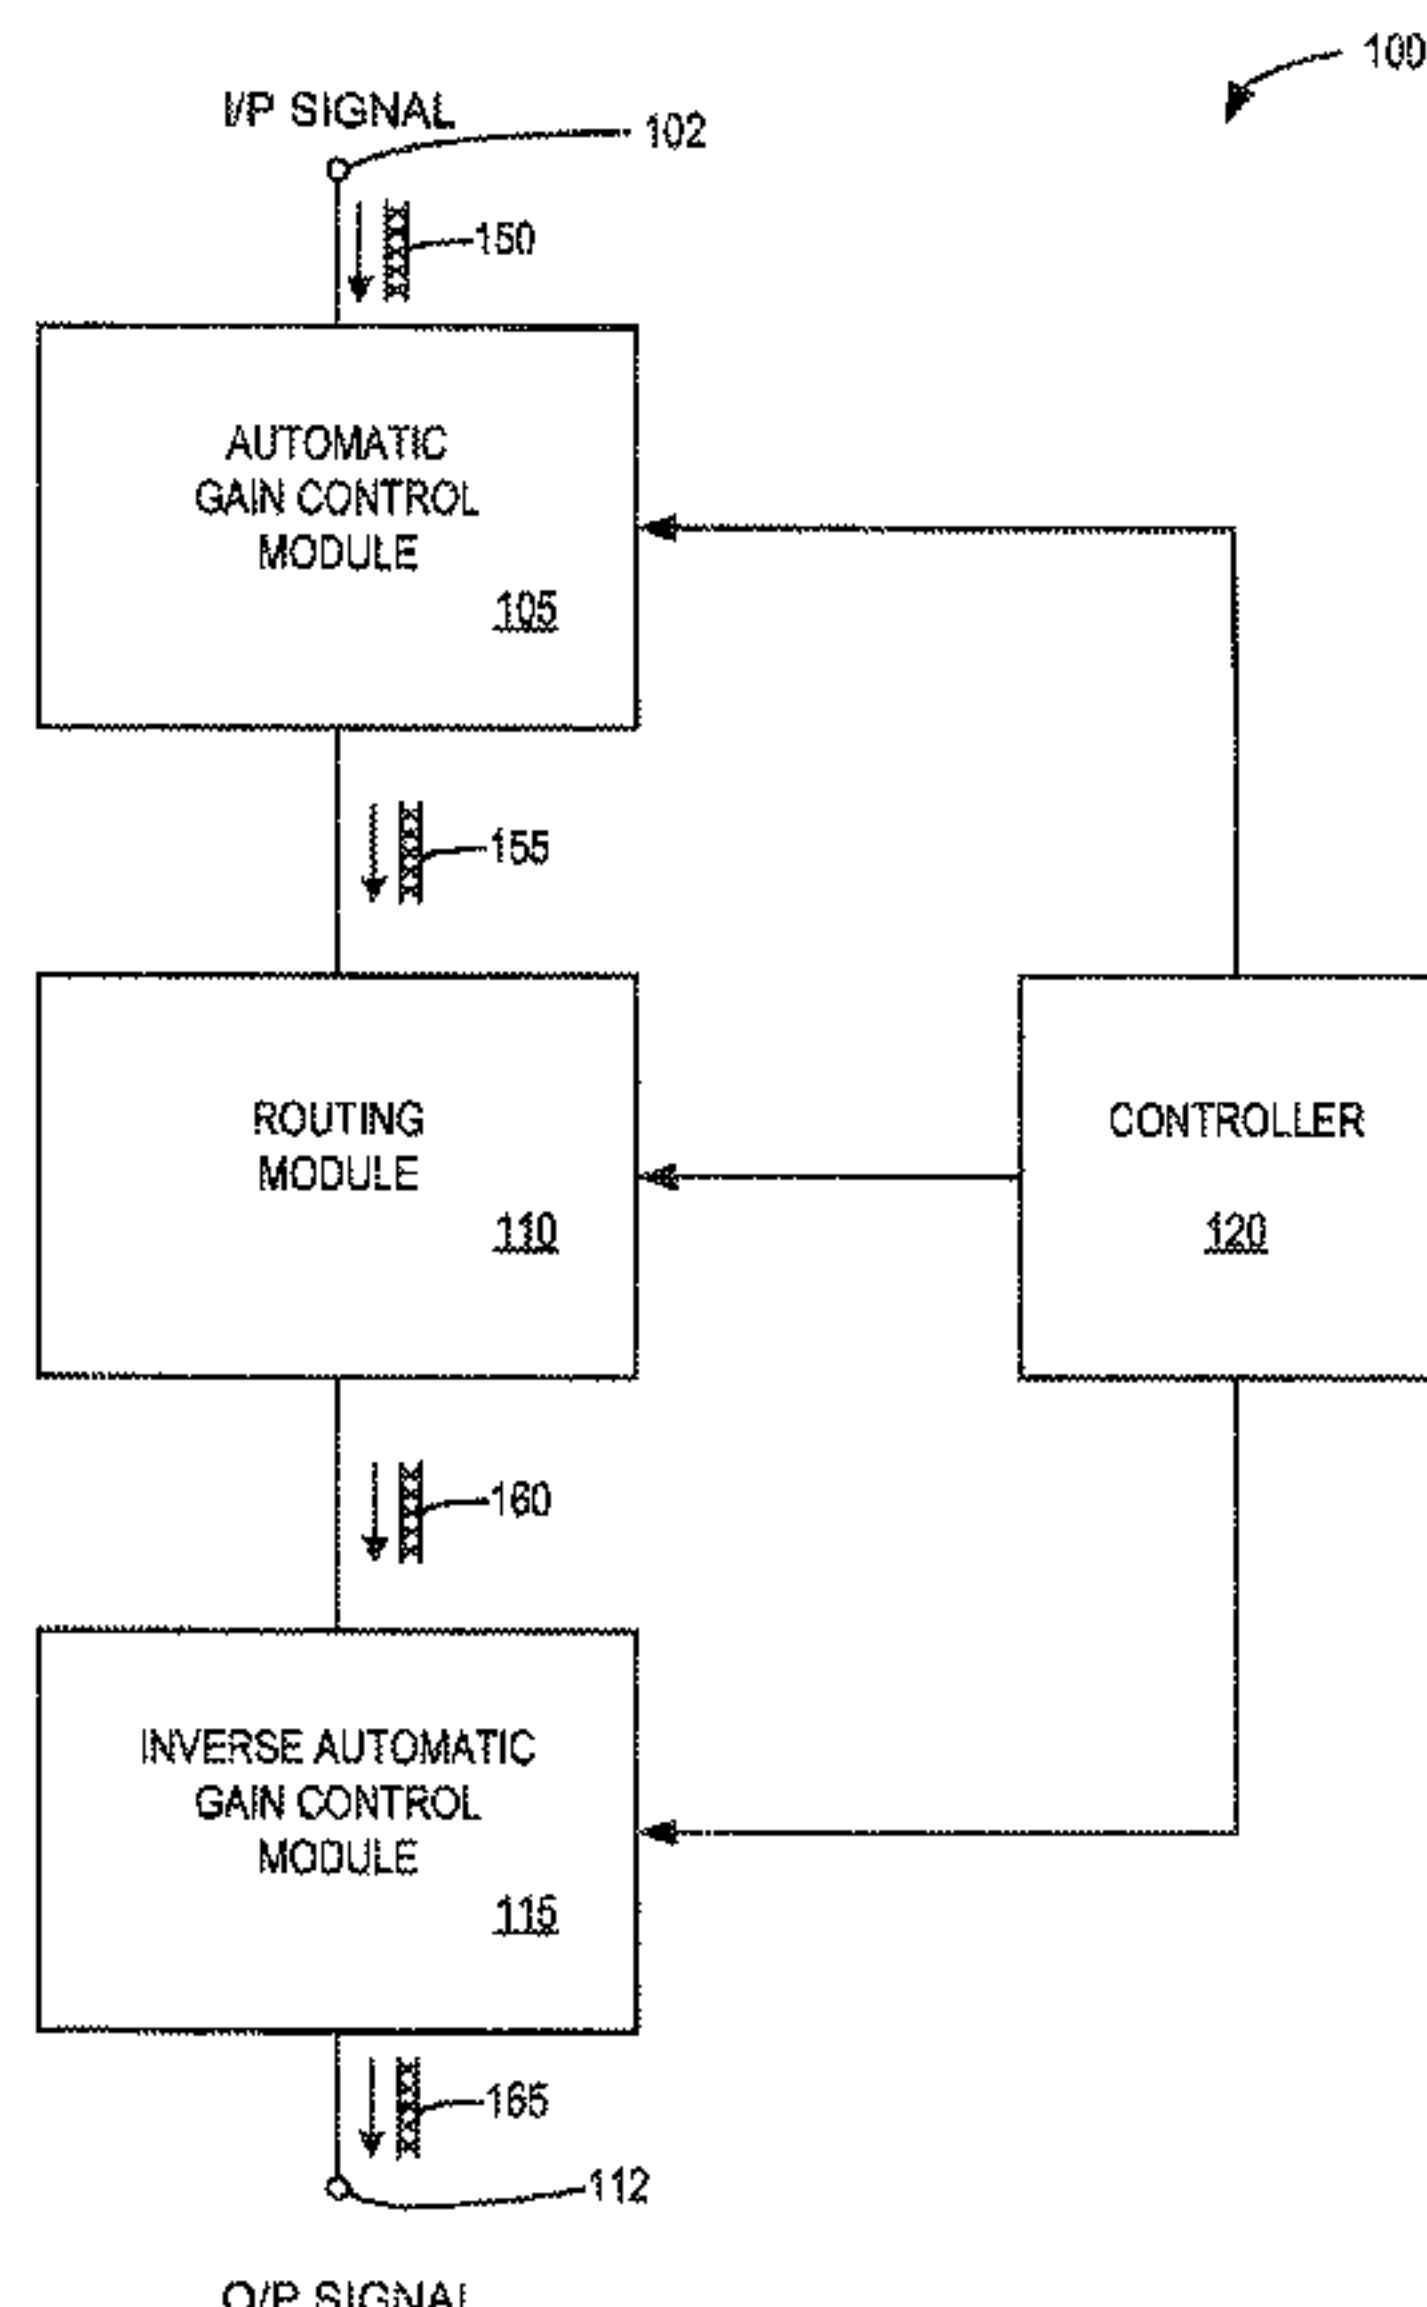 100
I/P SIGNAL
102
150
AUTOMATIC
GAIN CONTROL
MODULE
105
155
ROUTING
MODULE
110
CONTROLLER
120
160
INVERSE AUTOMATIC
GAIN CONTROL
MODULE
115
165
112
O/P SIGNAL